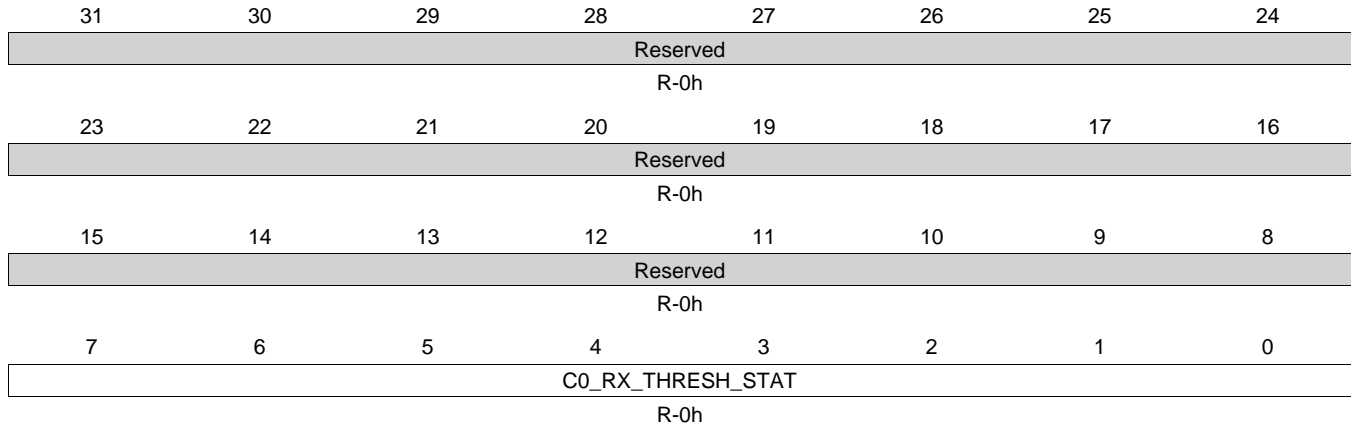 31 30 29 28 27 26 25 24
Reserved
R-0h
23 22 21 20 19 18 17 16
Reserved
R-0h
15 14 13 12 11 10 9 8
Reserved
R-0h
7 6 5 4 3 2 1 0
C0_RX_THRESH_STAT
R-0h